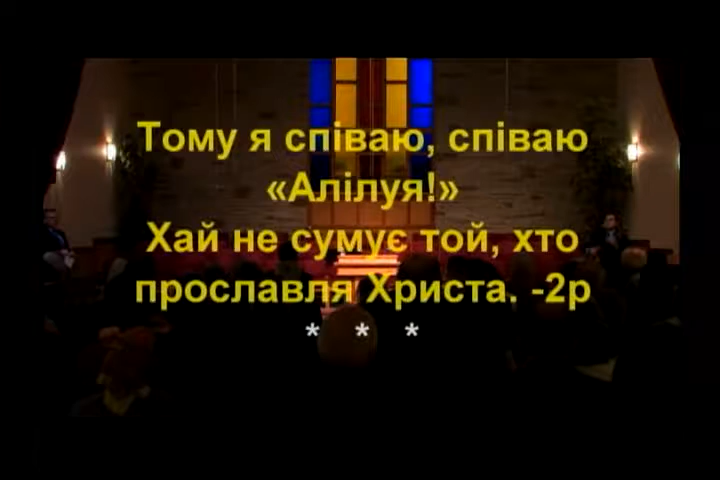 Тому я співаю, співаю
«Алілуя!»
Хай не сумує той, хто
прославля Христа. -2р
* * *